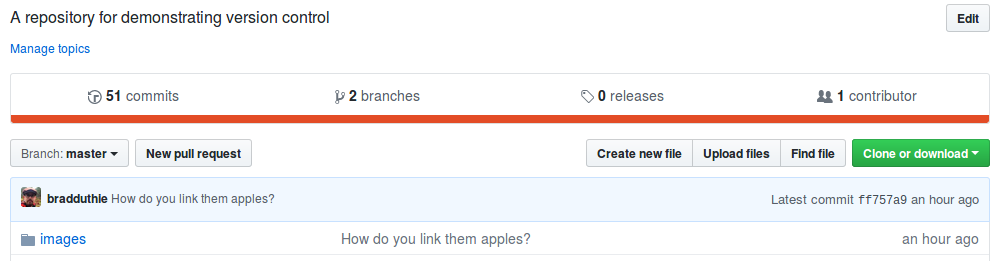 A repository for demonstrating version control Edit
Manage topics
51 commits 2 branches 0 releases 1 contributor
Branch: master New pull request Create new file Upload files Find file Clone or download
bradduthie How do you link them apples? Latest commit ff757a9 an hour ago
images How do you link them apples? an hour ago